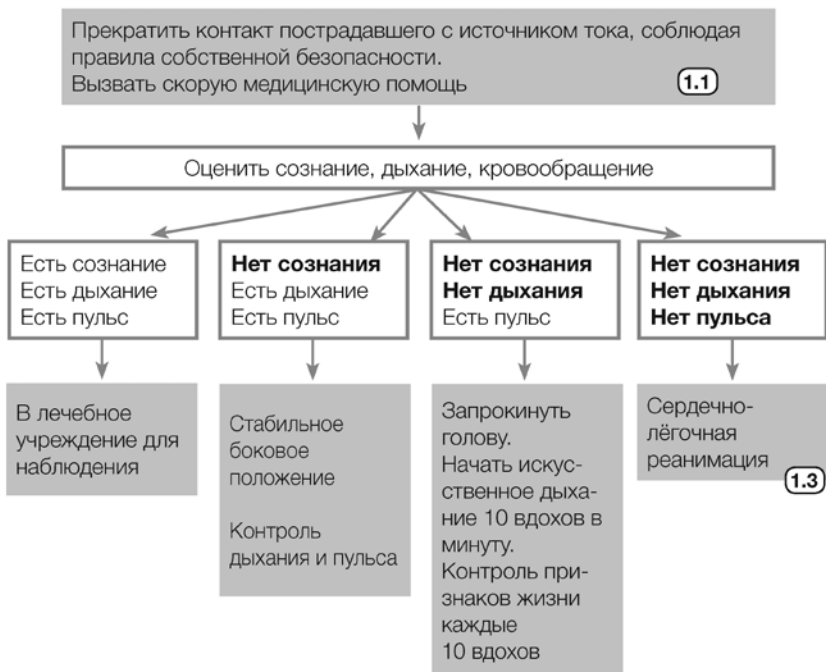 Прекратить контакт пострадавшего с источником тока, соблюдая
правила собственной безопасности.
Вызвать скорую медицинскую помощь
1.1
Оценить сознание, дыхание, кровообращение
Есть сознание
Есть дыхание
Есть пульс
Нет сознания
Есть дыхание
Есть пульс
Нет сознания
Нет дыхания
Есть пульс
Нет сознания
Нет дыхания
Нет пульса
В лечебное
учреждение для
наблюдения
Стабильное
боковое
положение
Контроль
дыхания и пульса
Запрокинуть
голову.
Начать искус-
ственное дыха-
ние 10 вдохов в
минуту.
Контроль при-
знаков жизни
каждые
10 вдохов
Сердечно-
лёгочная
реанимация
1.3